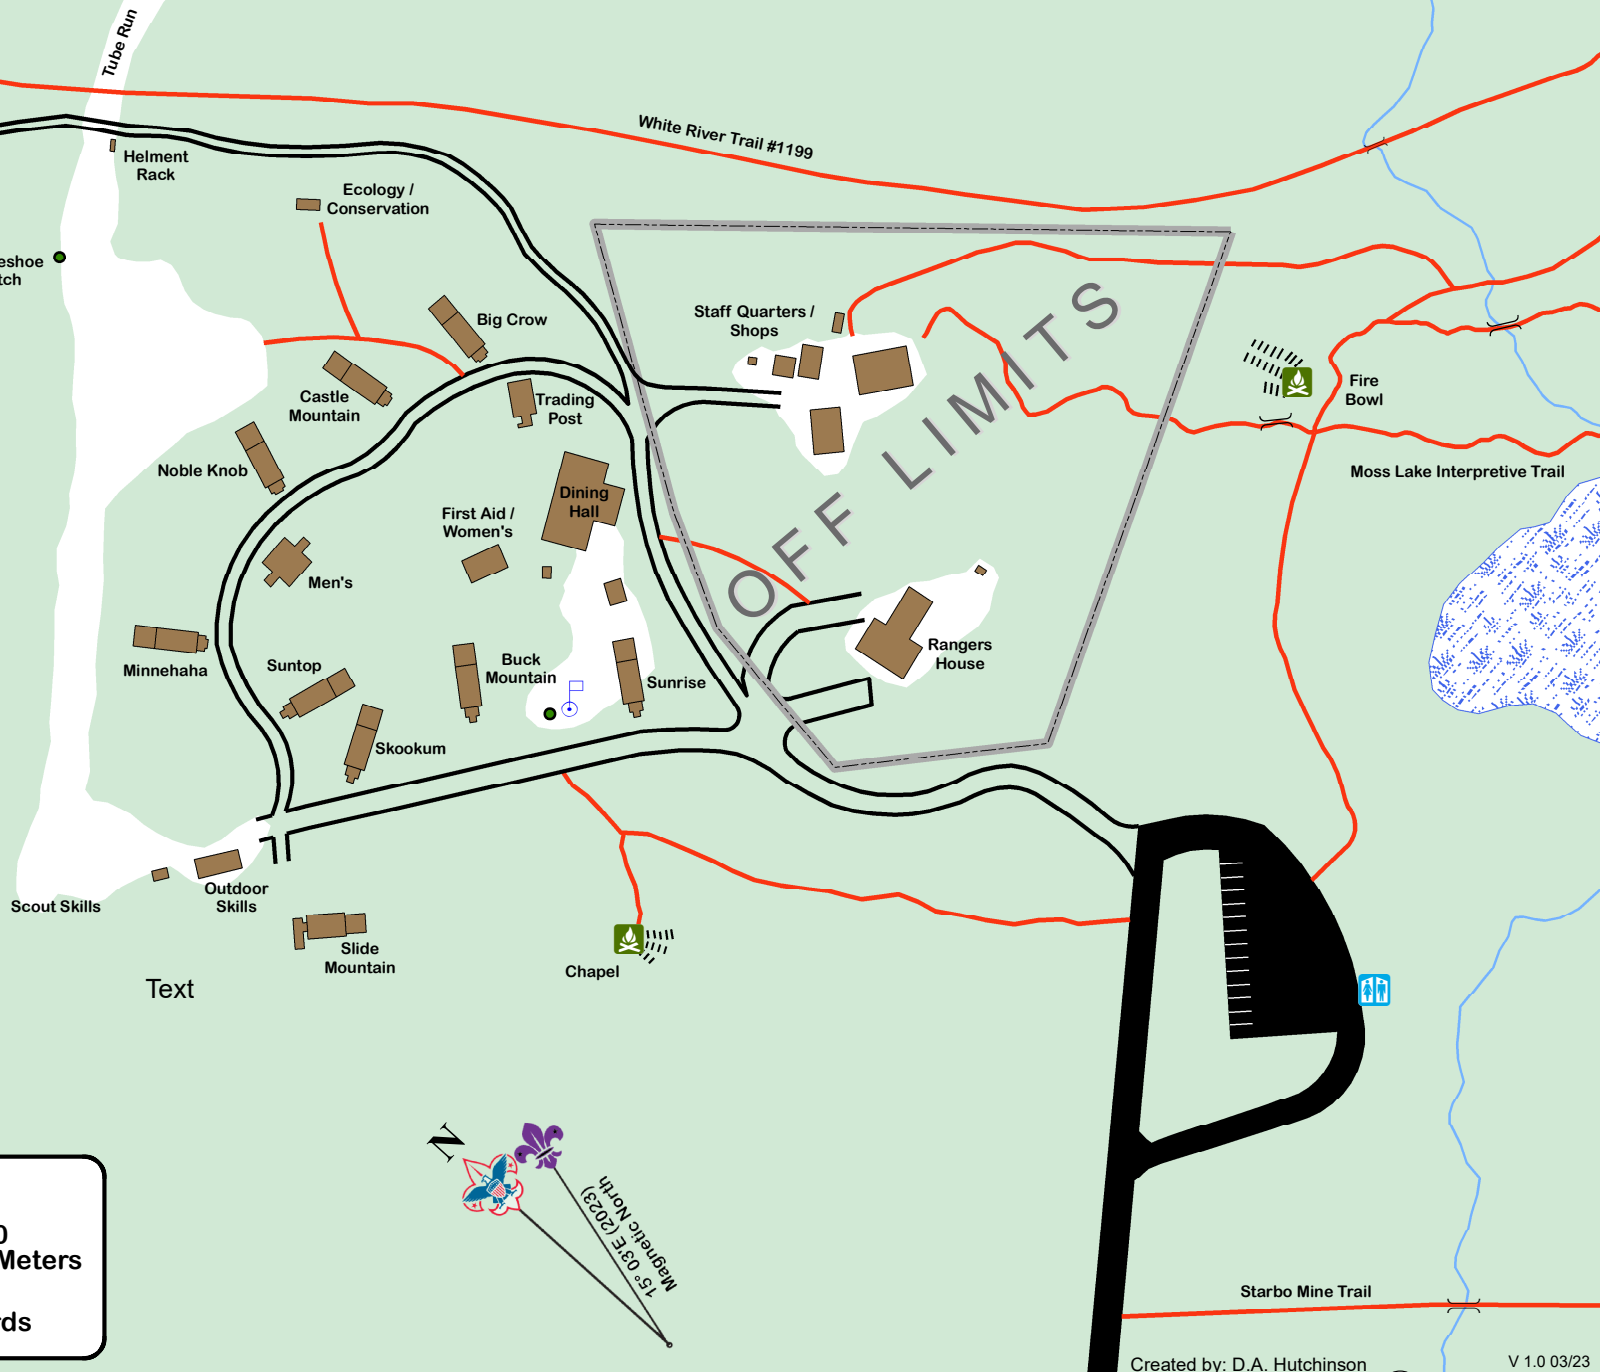 Tube Run
White River Trail #1199
Helment
Rack
Ecology /
Conservation
eshoe
tch
Big Crow
Staff Quarters /
Shops
OFF LIMITS
Castle
Mountain
Trading
Post
Fire
Bowl
Noble Knob
Moss Lake Interpretive Trail
Dining
Hall
First Aid /
Women's
Men's
Rangers
House
Minnehaha
Suntop
Buck
Mountain
Sunrise
Skookum
Outdoor
Skills
Scout Skills
Slide
Mountain
Chapel
Text
N
15° 03'E (2023)
Magnetic North
0
Meters
rds
Starbo Mine Trail
Created by: D.A. Hutchinson
V 1.0 03/23